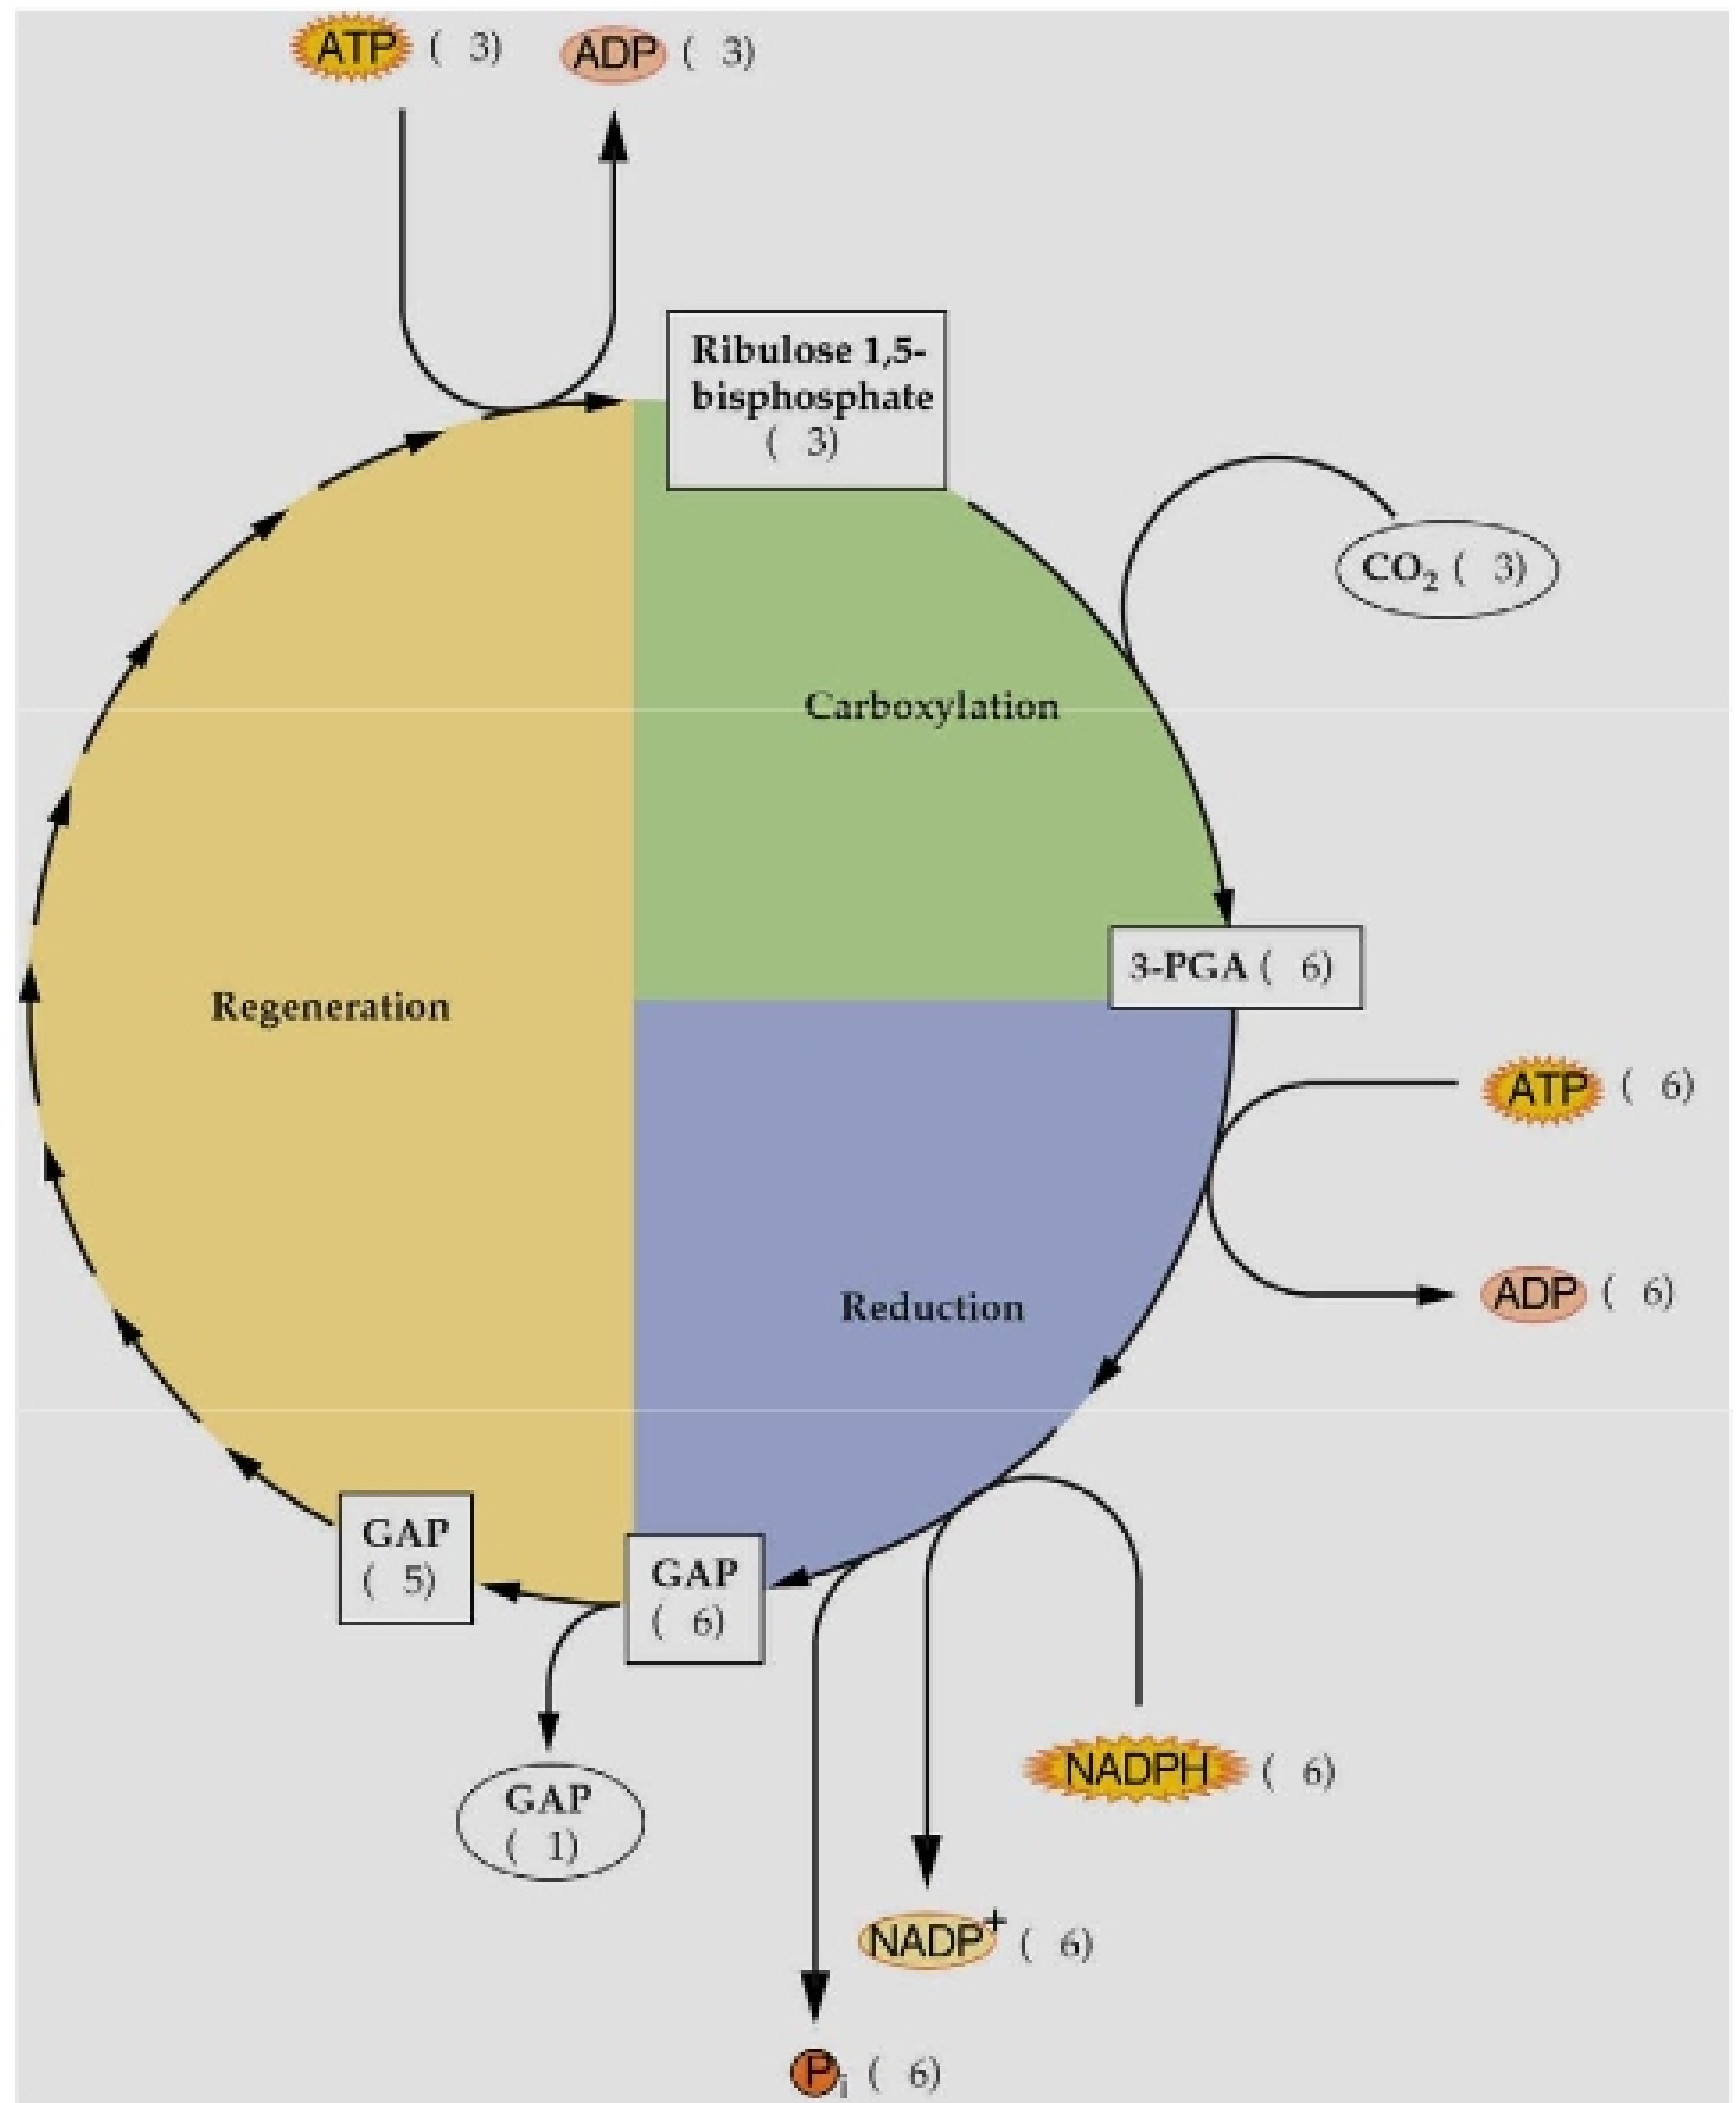 ATP ( 3)
ADP ( 3)
Ribulose 1,5-
bisphosphate
( 3)
CO₂ ( 3)
Carboxylation
3-PGA ( 6)
Regeneration
ATP ( 6)
ADP ( 6)
Reduction
GAP
( 5)
GAP
( 6)
GAP
( 1)
NADPH ( 6)
NADP⁺ ( 6)
Pᵢ ( 6)